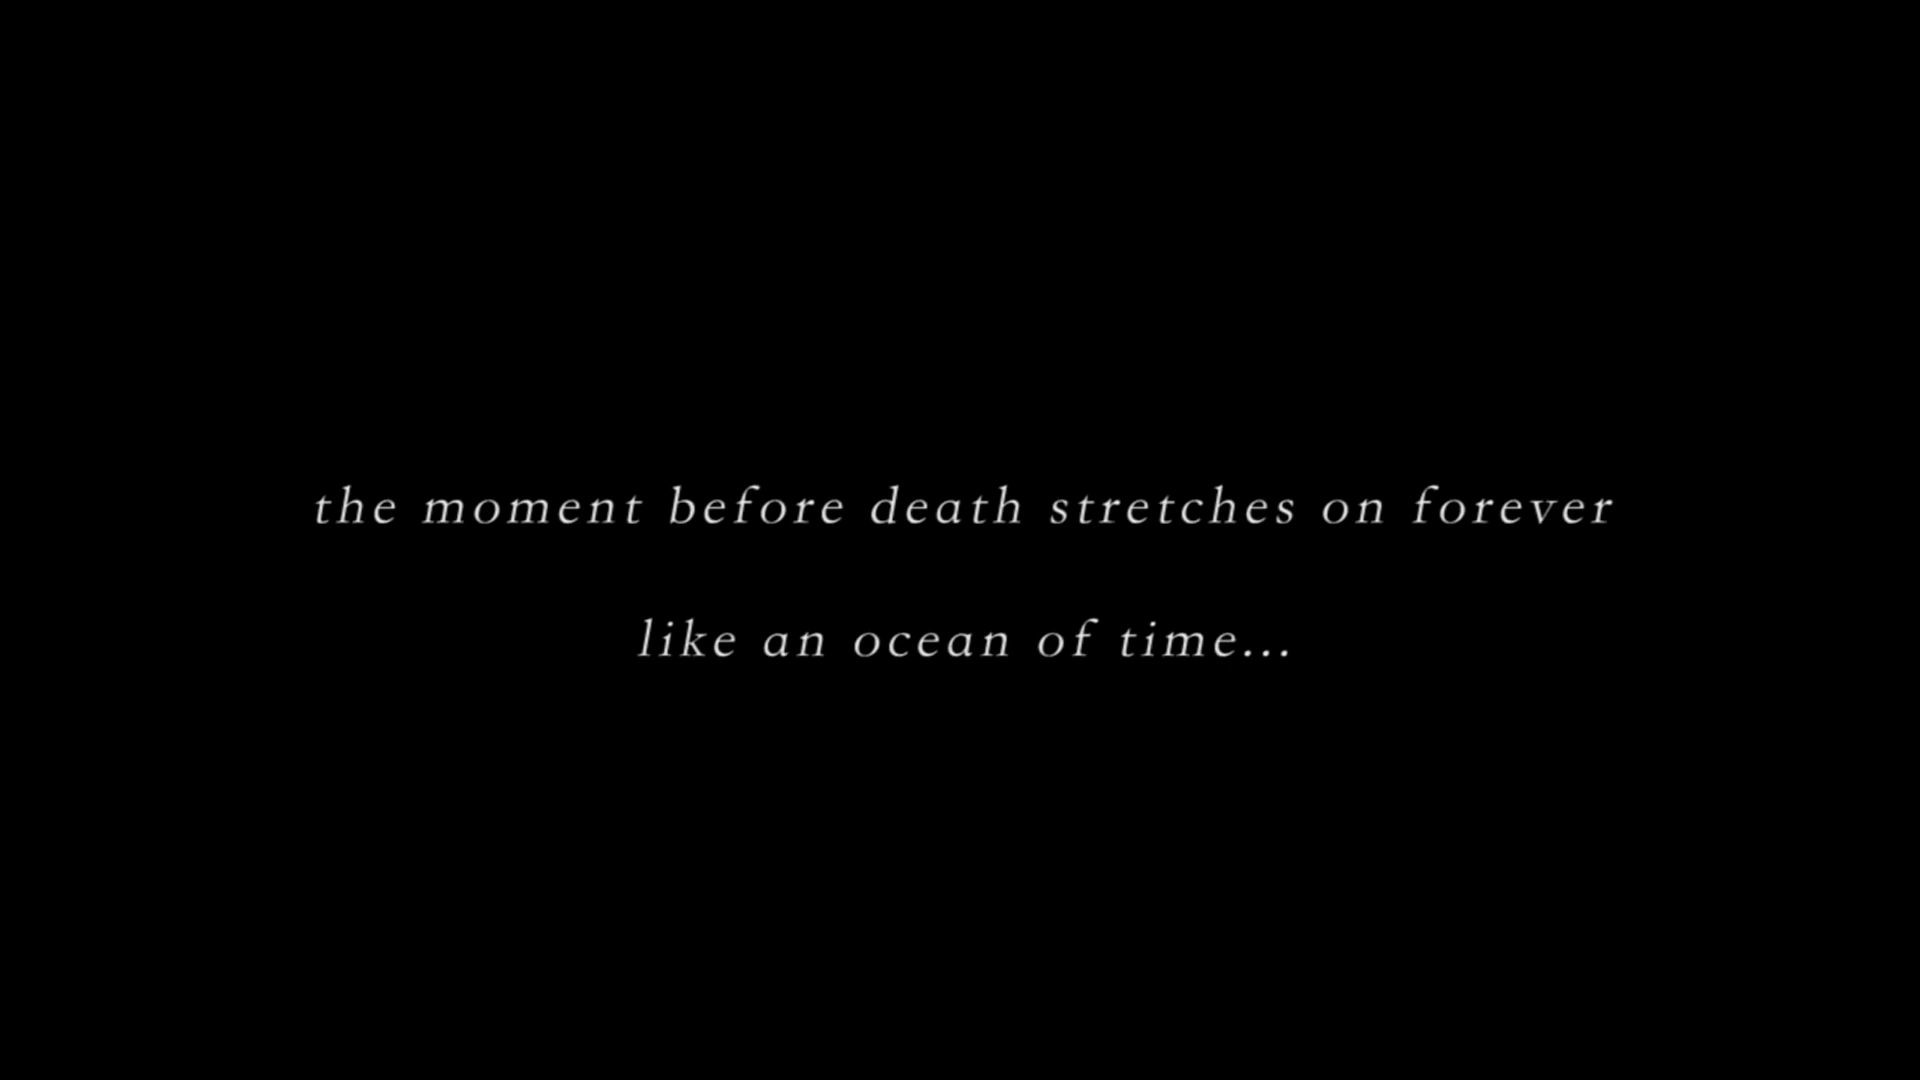 the moment before death stretches on forever
like an ocean of time...